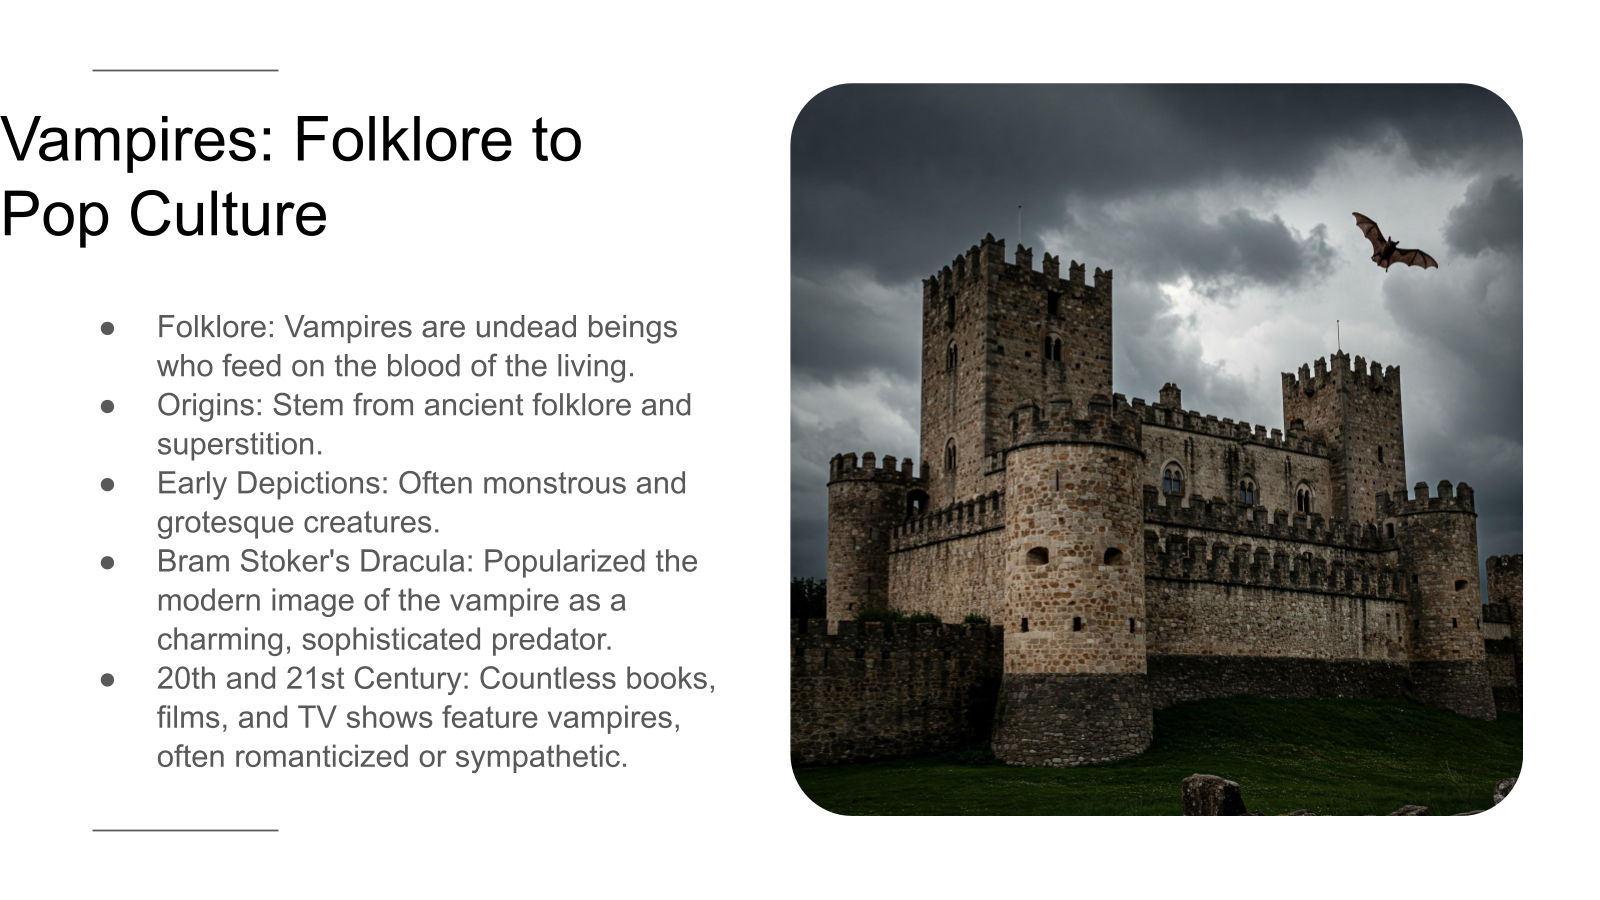 Vampires: Folklore to
Pop Culture
● Folklore: Vampires are undead beings
who feed on the blood of the living.
● Origins: Stem from ancient folklore and
superstition.
● Early Depictions: Often monstrous and
grotesque creatures.
● Bram Stoker's Dracula: Popularized the
modern image of the vampire as a
charming, sophisticated predator.
● 20th and 21st Century: Countless books,
films, and TV shows feature vampires,
often romanticized or sympathetic.